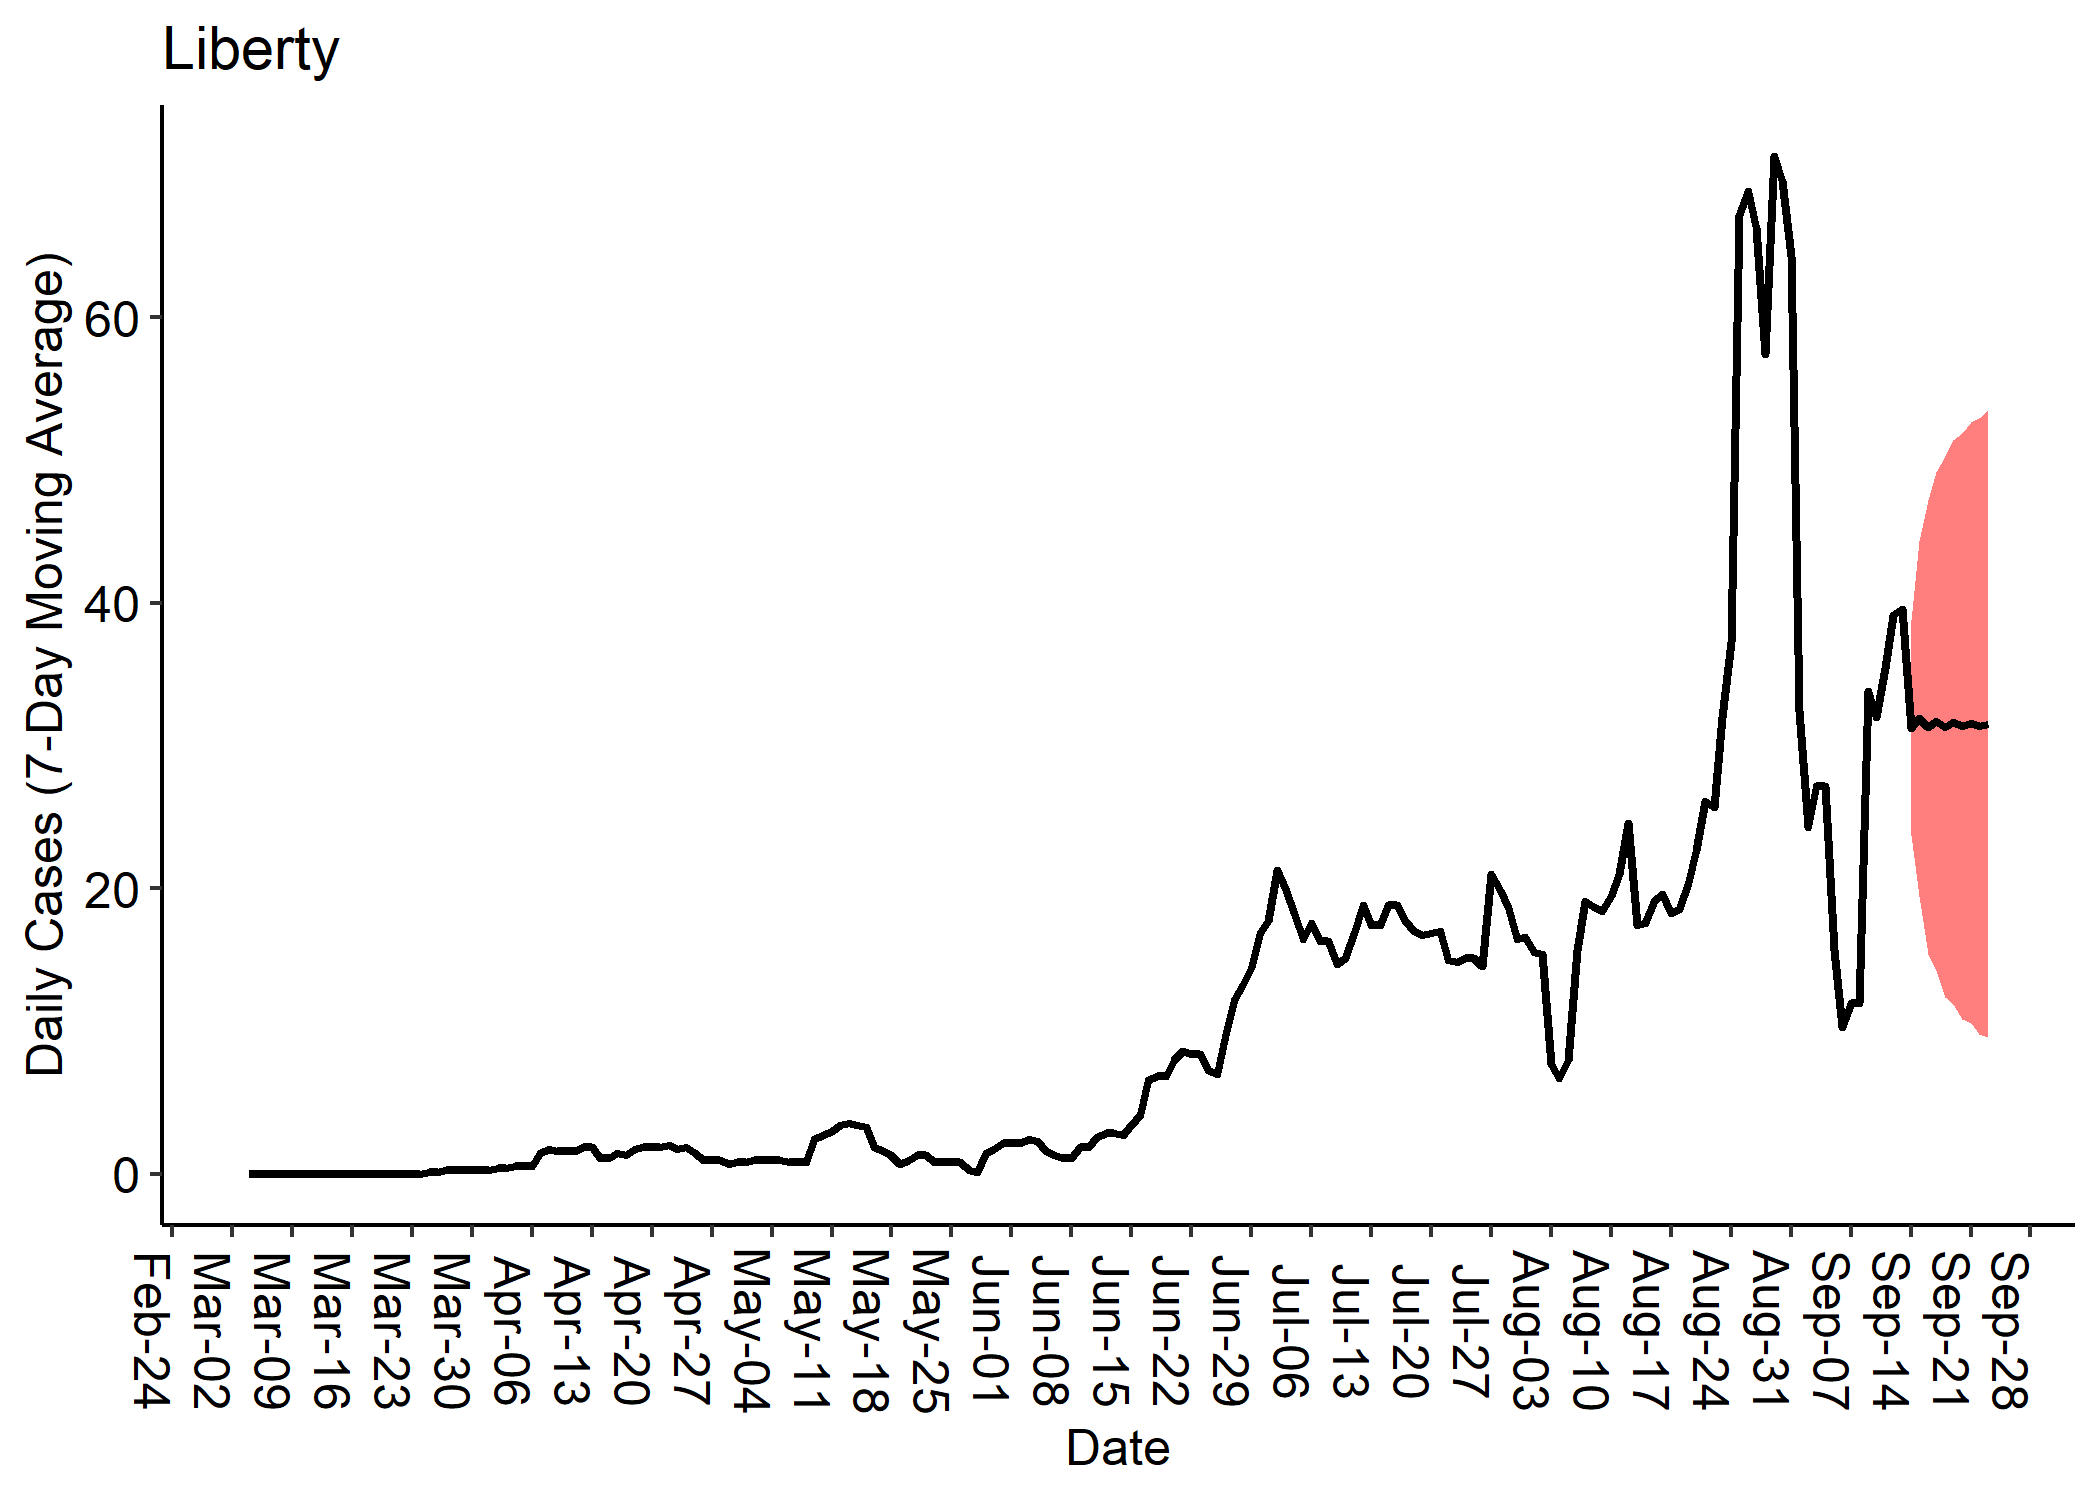 Liberty
Daily Cases (7-Day Moving Average)
60
40
20
0
Feb-24
Mar-02
Mar-09
Mar-16
Mar-23
Mar-30
Apr-06
Apr-13
Apr-20
Apr-27
May-04
May-11
May-18
May-25
Jun-01
Jun-08
Jun-15
Jun-22
Jun-29
Jul-06
Jul-13
Jul-20
Jul-27
Aug-03
Aug-10
Aug-17
Aug-24
Aug-31
Sep-07
Sep-14
Sep-21
Sep-28
Date